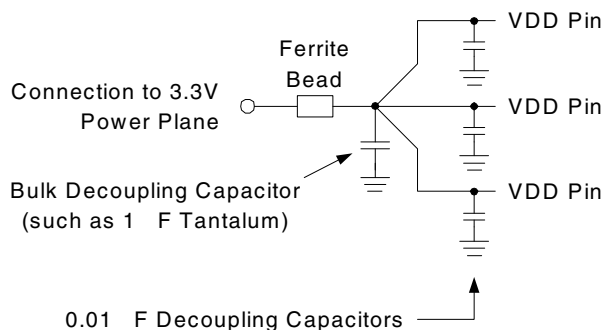 VDD Pin
Ferrite
Bead
Connection to 3.3V
Power Plane
VDD Pin
Bulk Decoupling Capacitor
(such as 1 F Tantalum)
VDD Pin
0.01 F Decoupling Capacitors